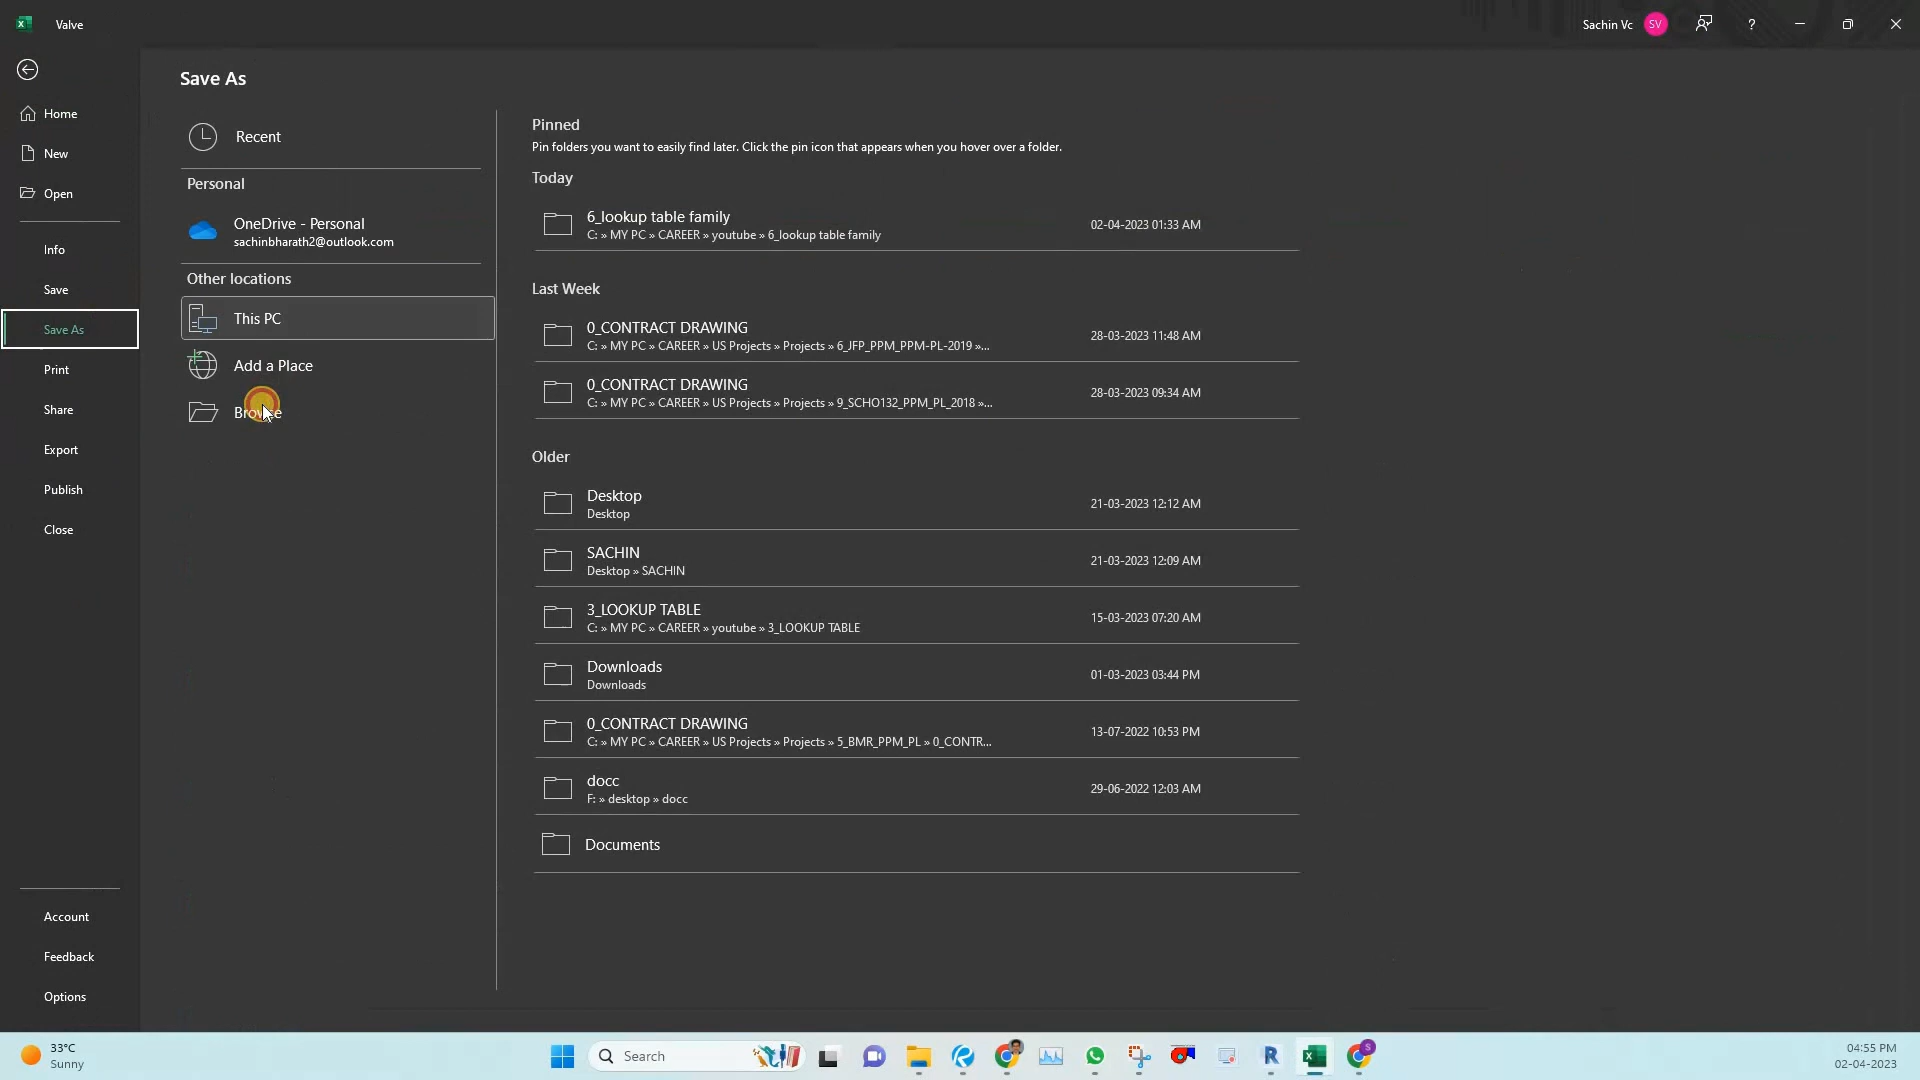 Valve
Sachin Vc SV ?
Save As
Home
New
Open
Info
Save
Save As
Print
Share
Export
Publish
Close
Account
Feedback
Options
Recent
Personal
OneDrive - Personal
sachinbharath2@outlook.com
Other locations
This PC
Add a Place
Browse
Pinned
Pin folders you want to easily find later. Click the pin icon that appears when you hover over a folder.
Today
6_lookup table family 02-04-2023 01:33 AM
C: » MY PC » CAREER » youtube » 6_lookup table family
Last Week
0_CONTRACT DRAWING 28-03-2023 11:48 AM
C: » MY PC » CAREER » US Projects » Projects » 6_JFP_PPM_PPM-PL-2019 »...
0_CONTRACT DRAWING 28-03-2023 09:34 AM
C: » MY PC » CAREER » US Projects » Projects » 9_SCHO132_PPM_PL_2018 »...
Older
Desktop 21-03-2023 12:12 AM
Desktop
SACHIN 21-03-2023 12:09 AM
Desktop » SACHIN
3_LOOKUP TABLE 15-03-2023 07:20 AM
C: » MY PC » CAREER » youtube » 3_LOOKUP TABLE
Downloads 01-03-2023 03:44 PM
Downloads
0_CONTRACT DRAWING 13-07-2022 10:53 PM
C: » MY PC » CAREER » US Projects » Projects » 5_BMR_PPM_PL » 0_CONTR...
docc 29-06-2022 12:03 AM
F: » desktop » docc
Documents
33°C
Sunny
Search
04:55 PM
02-04-2023